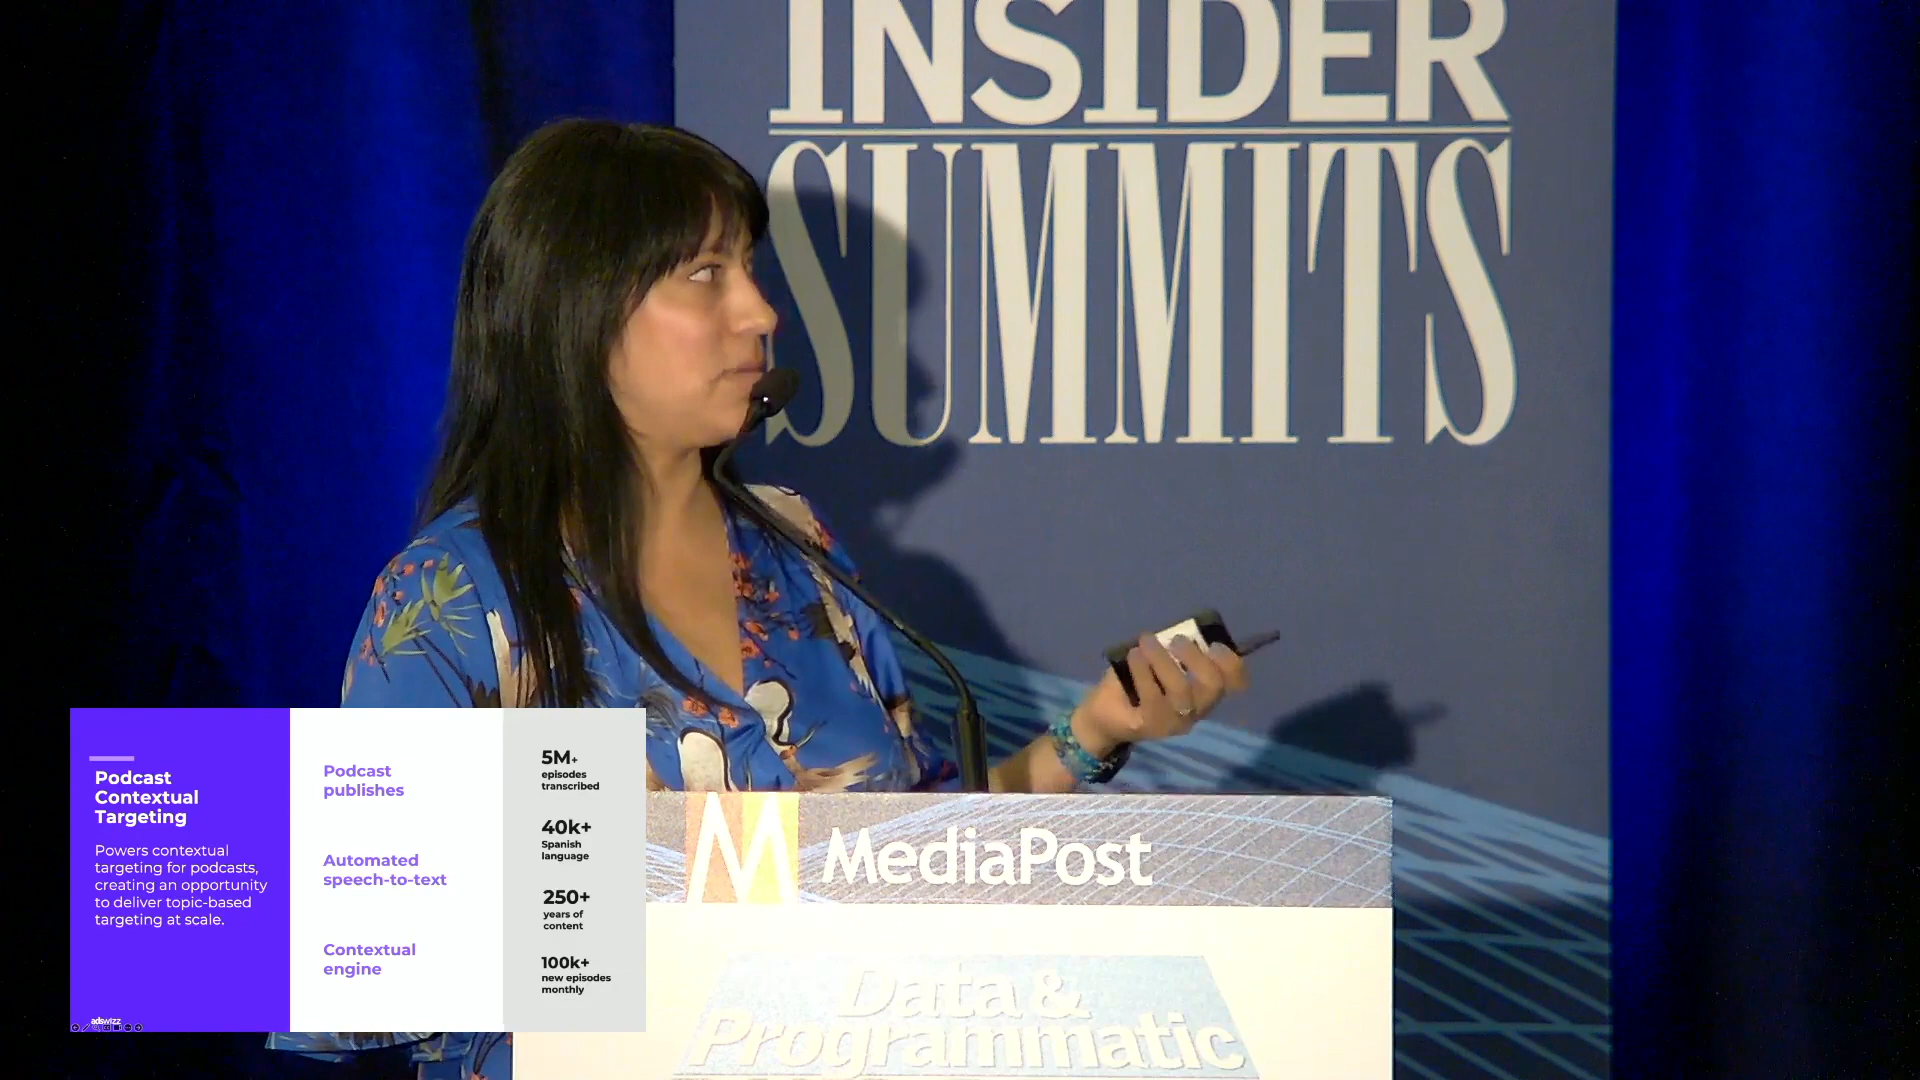 INSIDER
SUMMITS
Podcast
Contextual
Targeting
Powers contextual
targeting for podcasts,
creating an opportunity
to deliver topic-based
targeting at scale.
adswizz
Podcast
publishes
Automated
speech-to-text
Contextual
engine
5M+
episodes
transcribed
40k+
Spanish
language
250+
years of
content
100k+
new episodes
monthly
M MediaPost
Data &
Programmatic